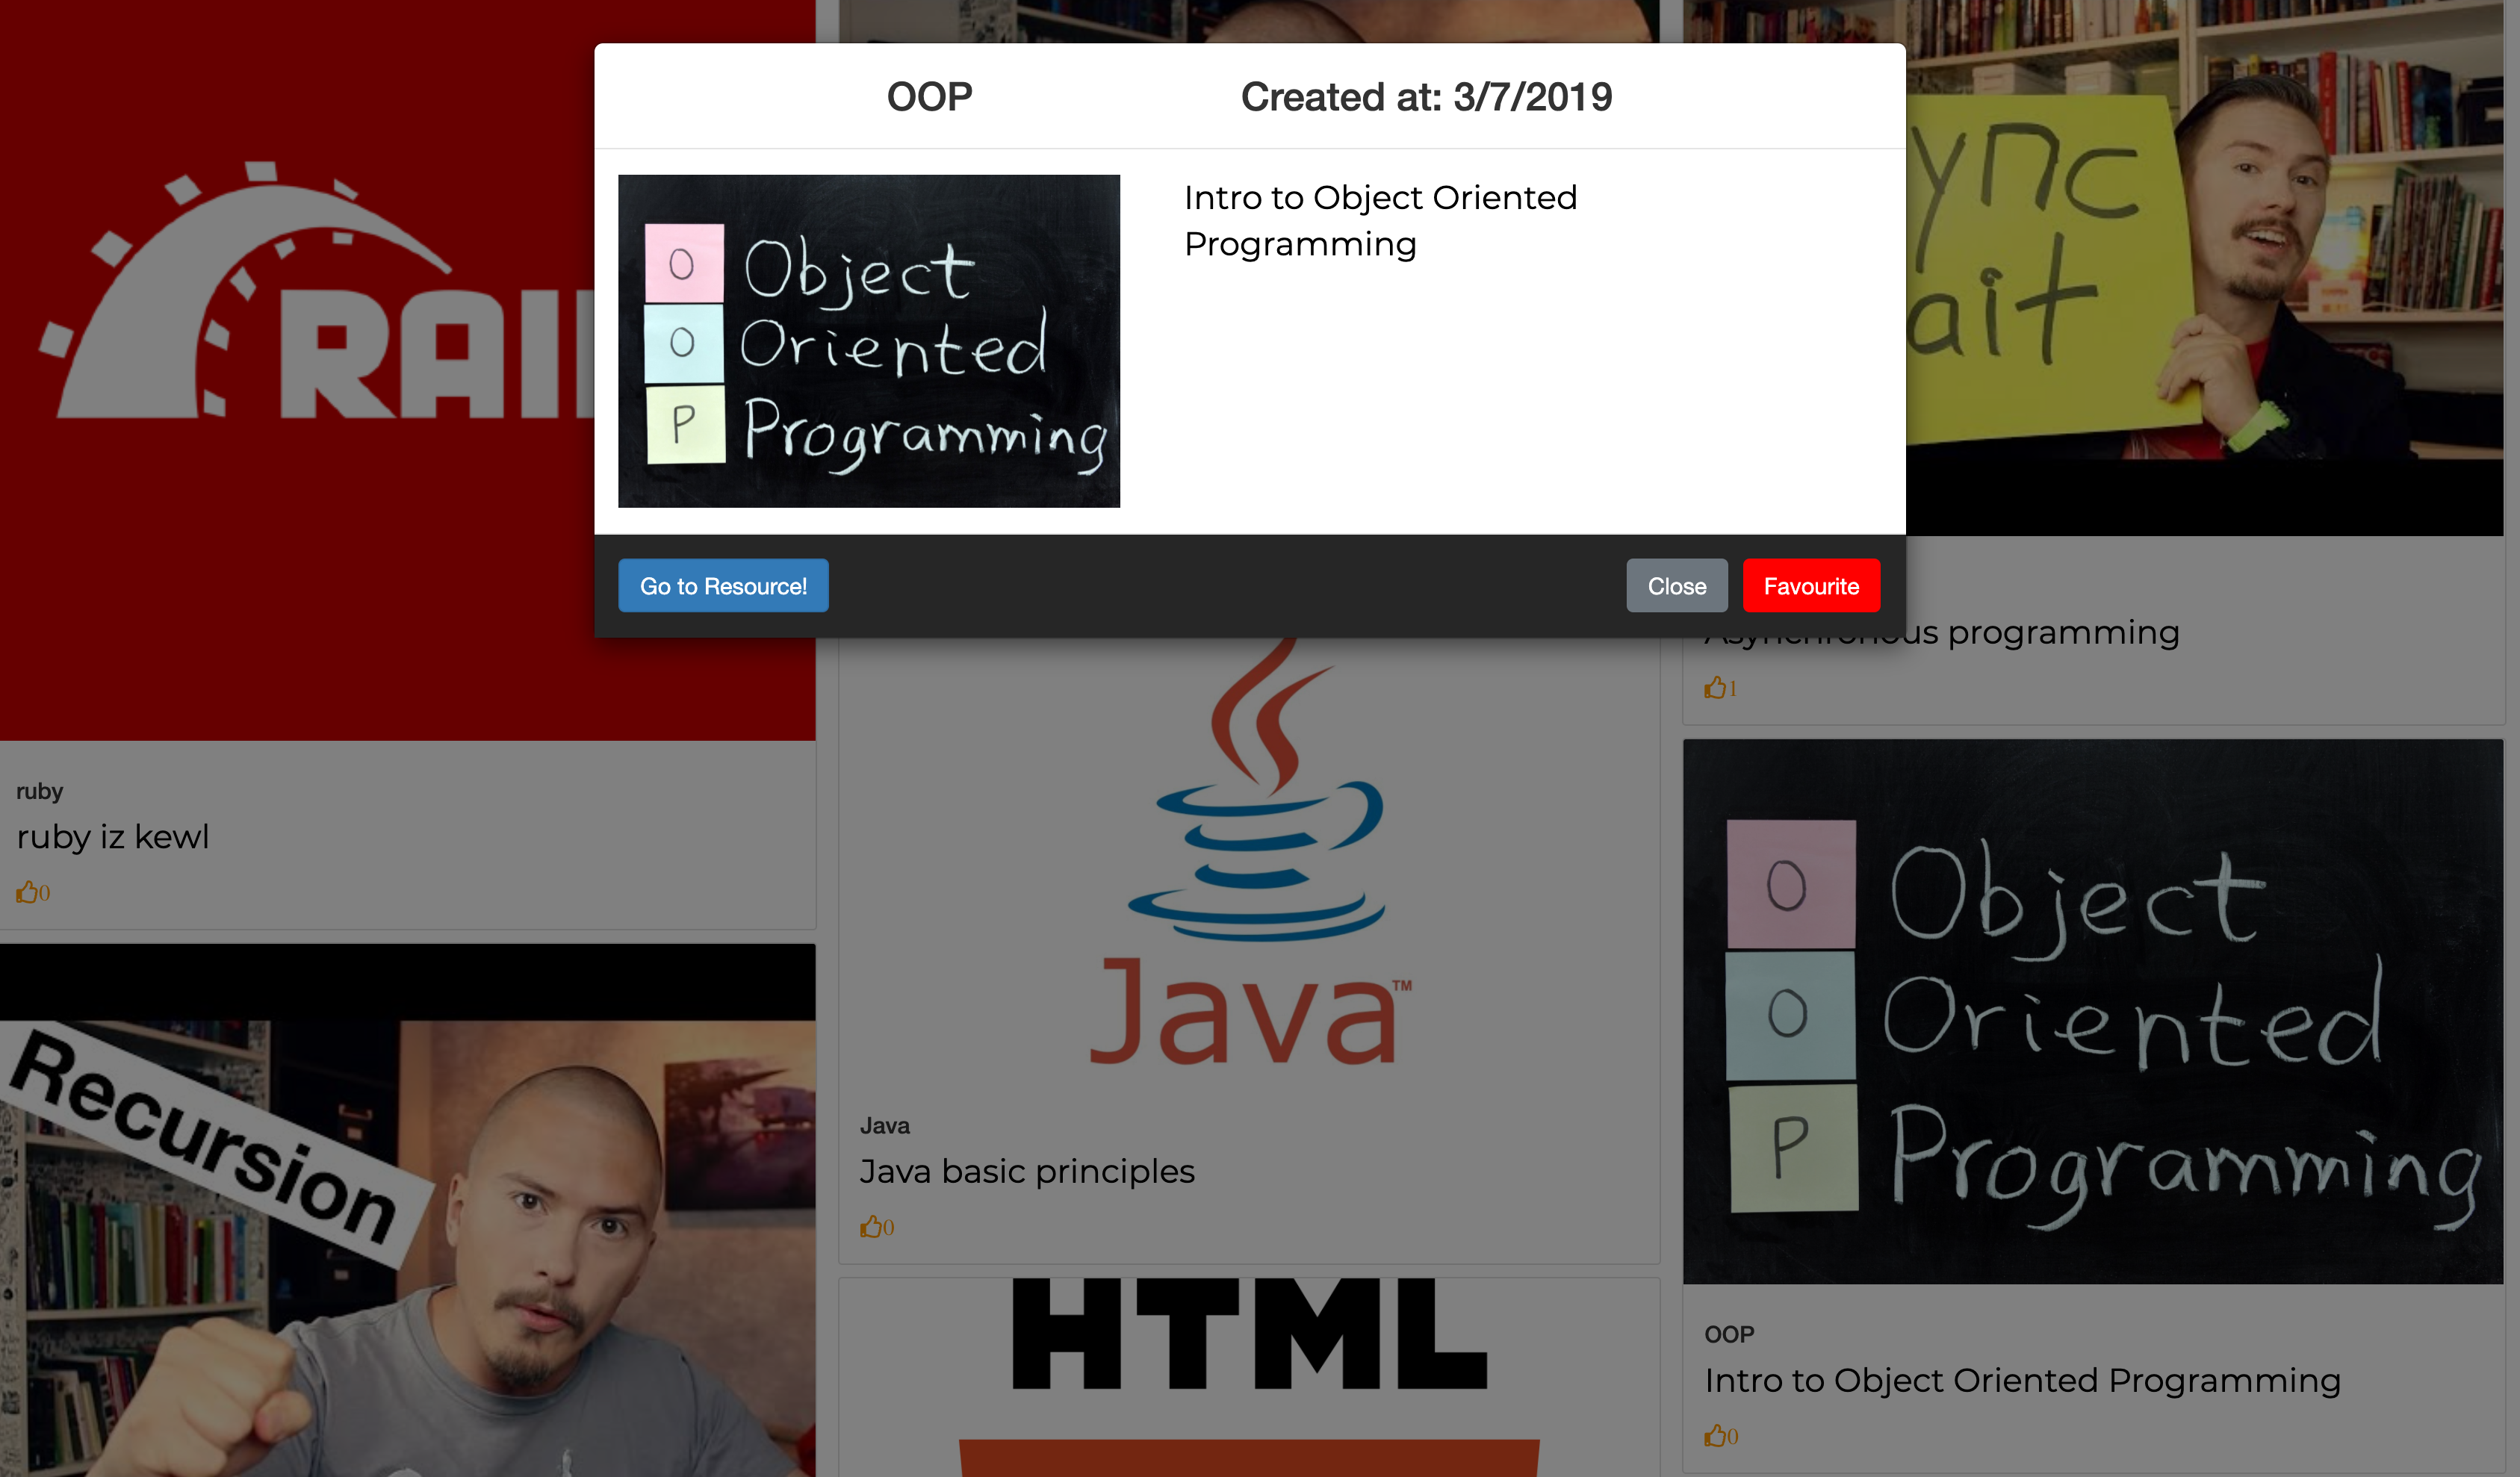 OOP
Created at: 3/7/2019
O Object
O Oriented
P Programming
Intro to Object Oriented
Programming
Go to Resource!
Close
Favourite
RAI
ruby
ruby iz kewl
0
Recursion
Java™
Java
Java basic principles
0
HTML
ync
ait
Asynchronous programming
1
O Object
O Oriented
P Programming
OOP
Intro to Object Oriented Programming
0